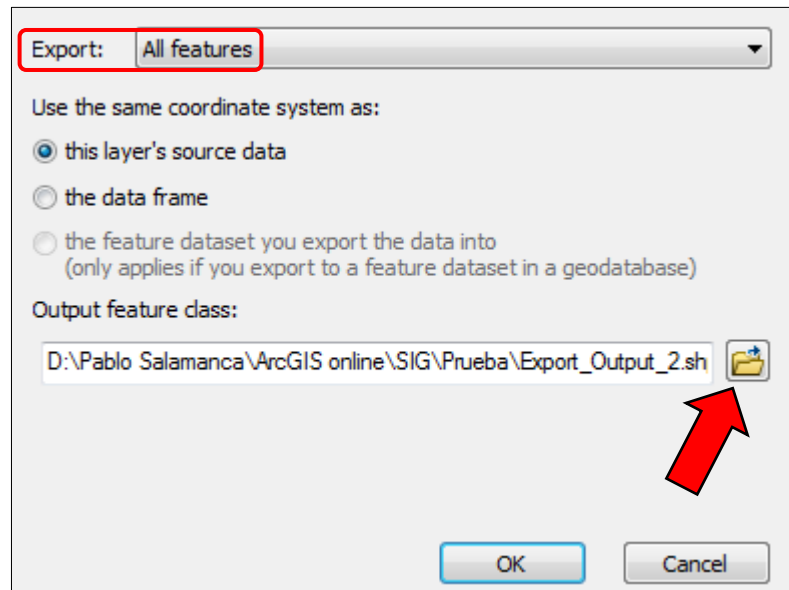 Export: All features
Use the same coordinate system as:
this layer's source data
the data frame
the feature dataset you export the data into
(only applies if you export to a feature dataset in a geodatabase)
Output feature class:
D:\Pablo Salamanca\ArcGIS online\SIG\Prueba\Export_Output_2.sh
OK Cancel